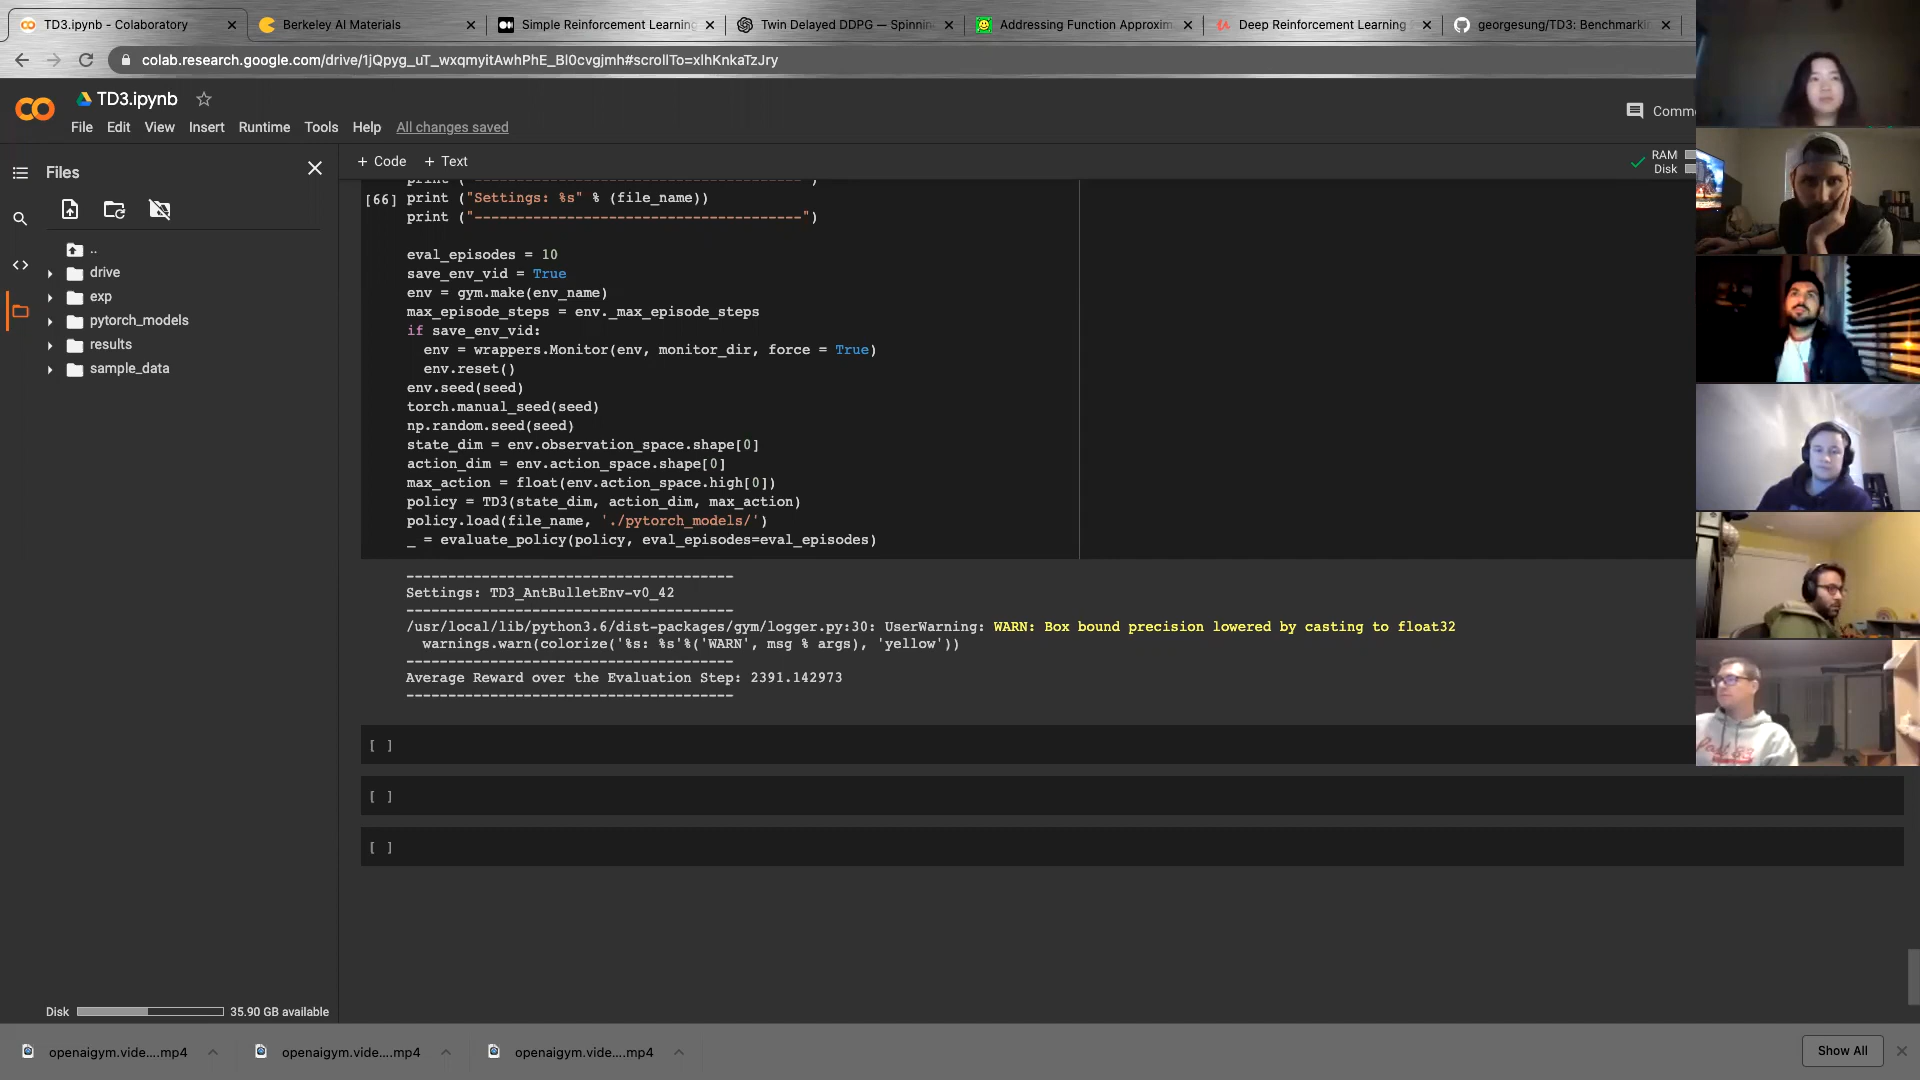 TD3.ipynb - Colaboratory
Berkeley AI Materials
Simple Reinforcement Learning
Twin Delayed DDPG — Spinnin
Addressing Function Approxim
Deep Reinforcement Learning
georgesung/TD3: Benchmarki
colab.research.google.com/drive/1jQpyg_uT_wxqmyitAwhPhE_Bl0cvgjmh#scrollTo=xlhKnkaTzJry
TD3.ipynb
Comme
File Edit View Insert Runtime Tools Help All changes saved
Files
+ Code + Text
RAM
Disk
..
drive
exp
pytorch_models
results
sample_data
[66] print ("Settings: %s" % (file_name))
print ("---------------------------------------")
eval_episodes = 10
save_env_vid = True
env = gym.make(env_name)
max_episode_steps = env._max_episode_steps
if save_env_vid:
env = wrappers.Monitor(env, monitor_dir, force = True)
env.reset()
env.seed(seed)
torch.manual_seed(seed)
np.random.seed(seed)
state_dim = env.observation_space.shape[0]
action_dim = env.action_space.shape[0]
max_action = float(env.action_space.high[0])
policy = TD3(state_dim, action_dim, max_action)
policy.load(file_name, './pytorch_models/')
_ = evaluate_policy(policy, eval_episodes=eval_episodes)
---------------------------------------
Settings: TD3_AntBulletEnv-v0_42
---------------------------------------
/usr/local/lib/python3.6/dist-packages/gym/logger.py:30: UserWarning: WARN: Box bound precision lowered by casting to float32
warnings.warn(colorize('%s: %s'%('WARN', msg % args), 'yellow'))
---------------------------------------
Average Reward over the Evaluation Step: 2391.142973
---------------------------------------
[ ]
[ ]
[ ]
Disk 35.90 GB available
openaigym.vide....mp4
openaigym.vide....mp4
openaigym.vide....mp4
Show All